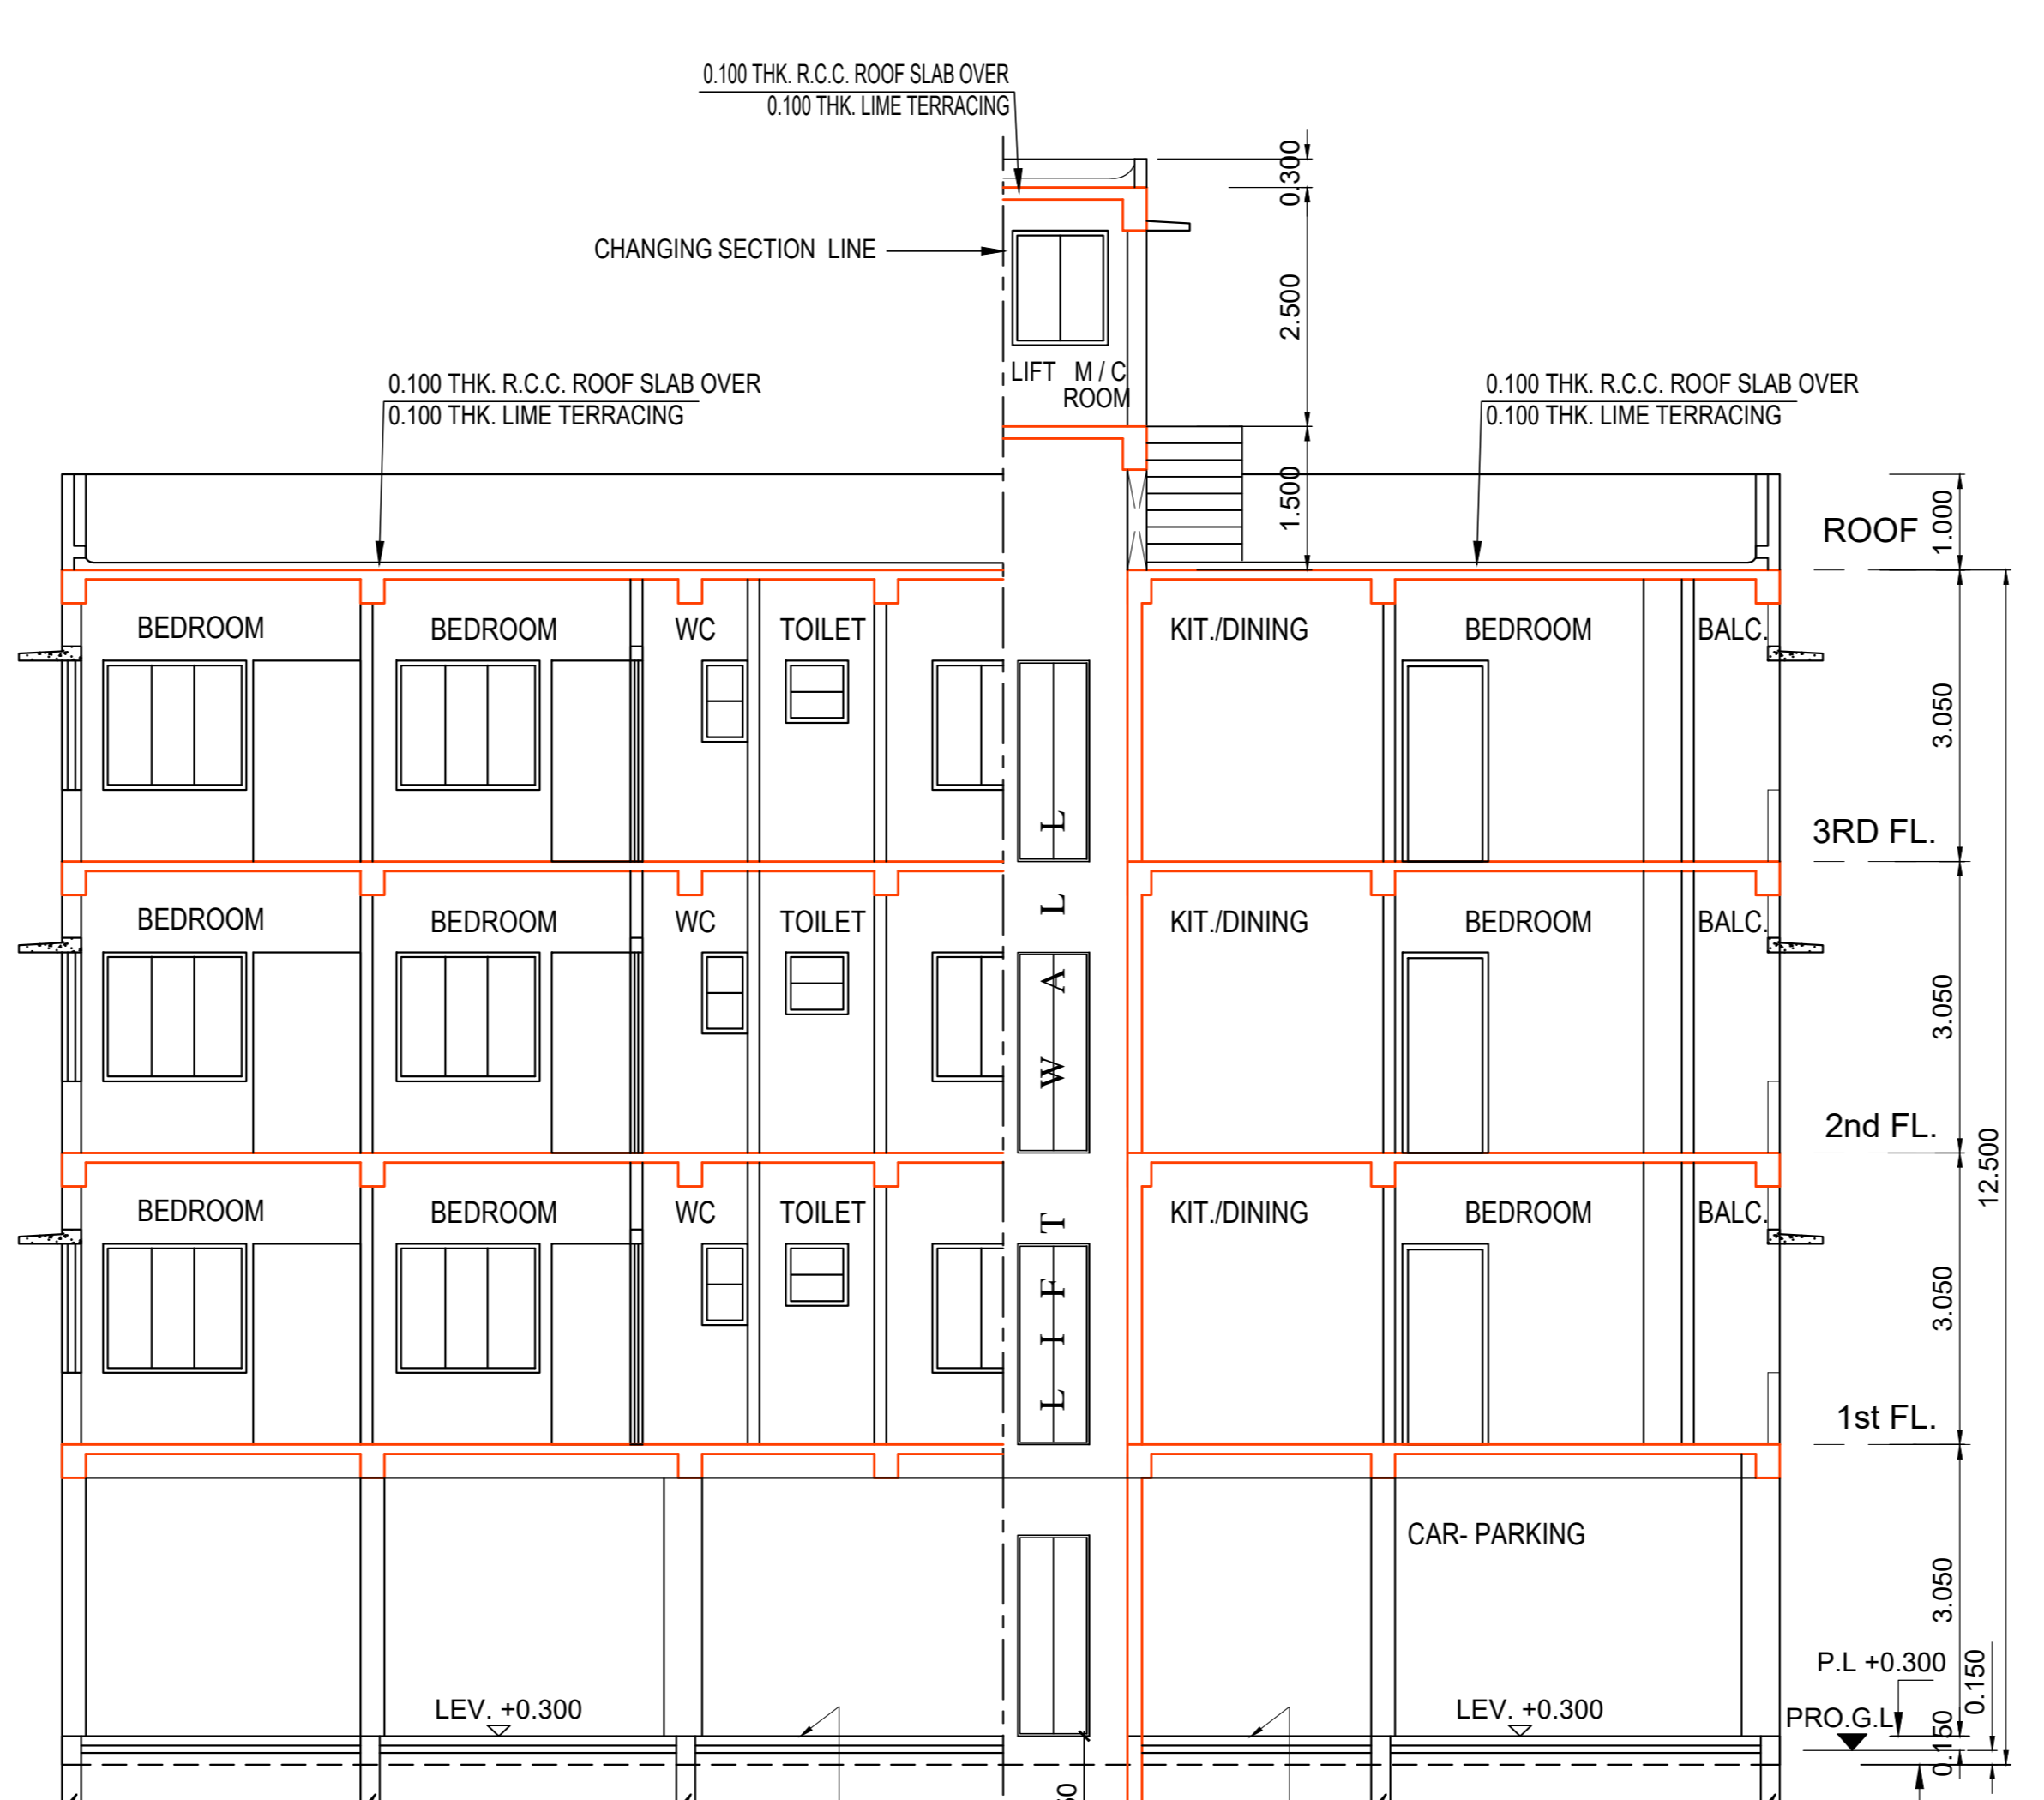 0.100 THK. R.C.C. ROOF SLAB OVER
0.100 THK. LIME TERRACING
0.300
CHANGING SECTION LINE
2.500
LIFT M / C
ROOM
0.100 THK. R.C.C. ROOF SLAB OVER
0.100 THK. LIME TERRACING
0.100 THK. R.C.C. ROOF SLAB OVER
0.100 THK. LIME TERRACING
1.500
ROOF
1.000
BEDROOM
BEDROOM
WC
TOILET
KIT./DINING
BEDROOM
BALC.
3.050
3RD FL.
BEDROOM
BEDROOM
WC
TOILET
KIT./DINING
BEDROOM
BALC.
3.050
2nd FL.
12.500
LIFT WALL
BEDROOM
BEDROOM
WC
TOILET
KIT./DINING
BEDROOM
BALC.
3.050
1st FL.
CAR- PARKING
3.050
LEV. +0.300
LEV. +0.300
P.L +0.300
0.150
PRO.G.L
0.150